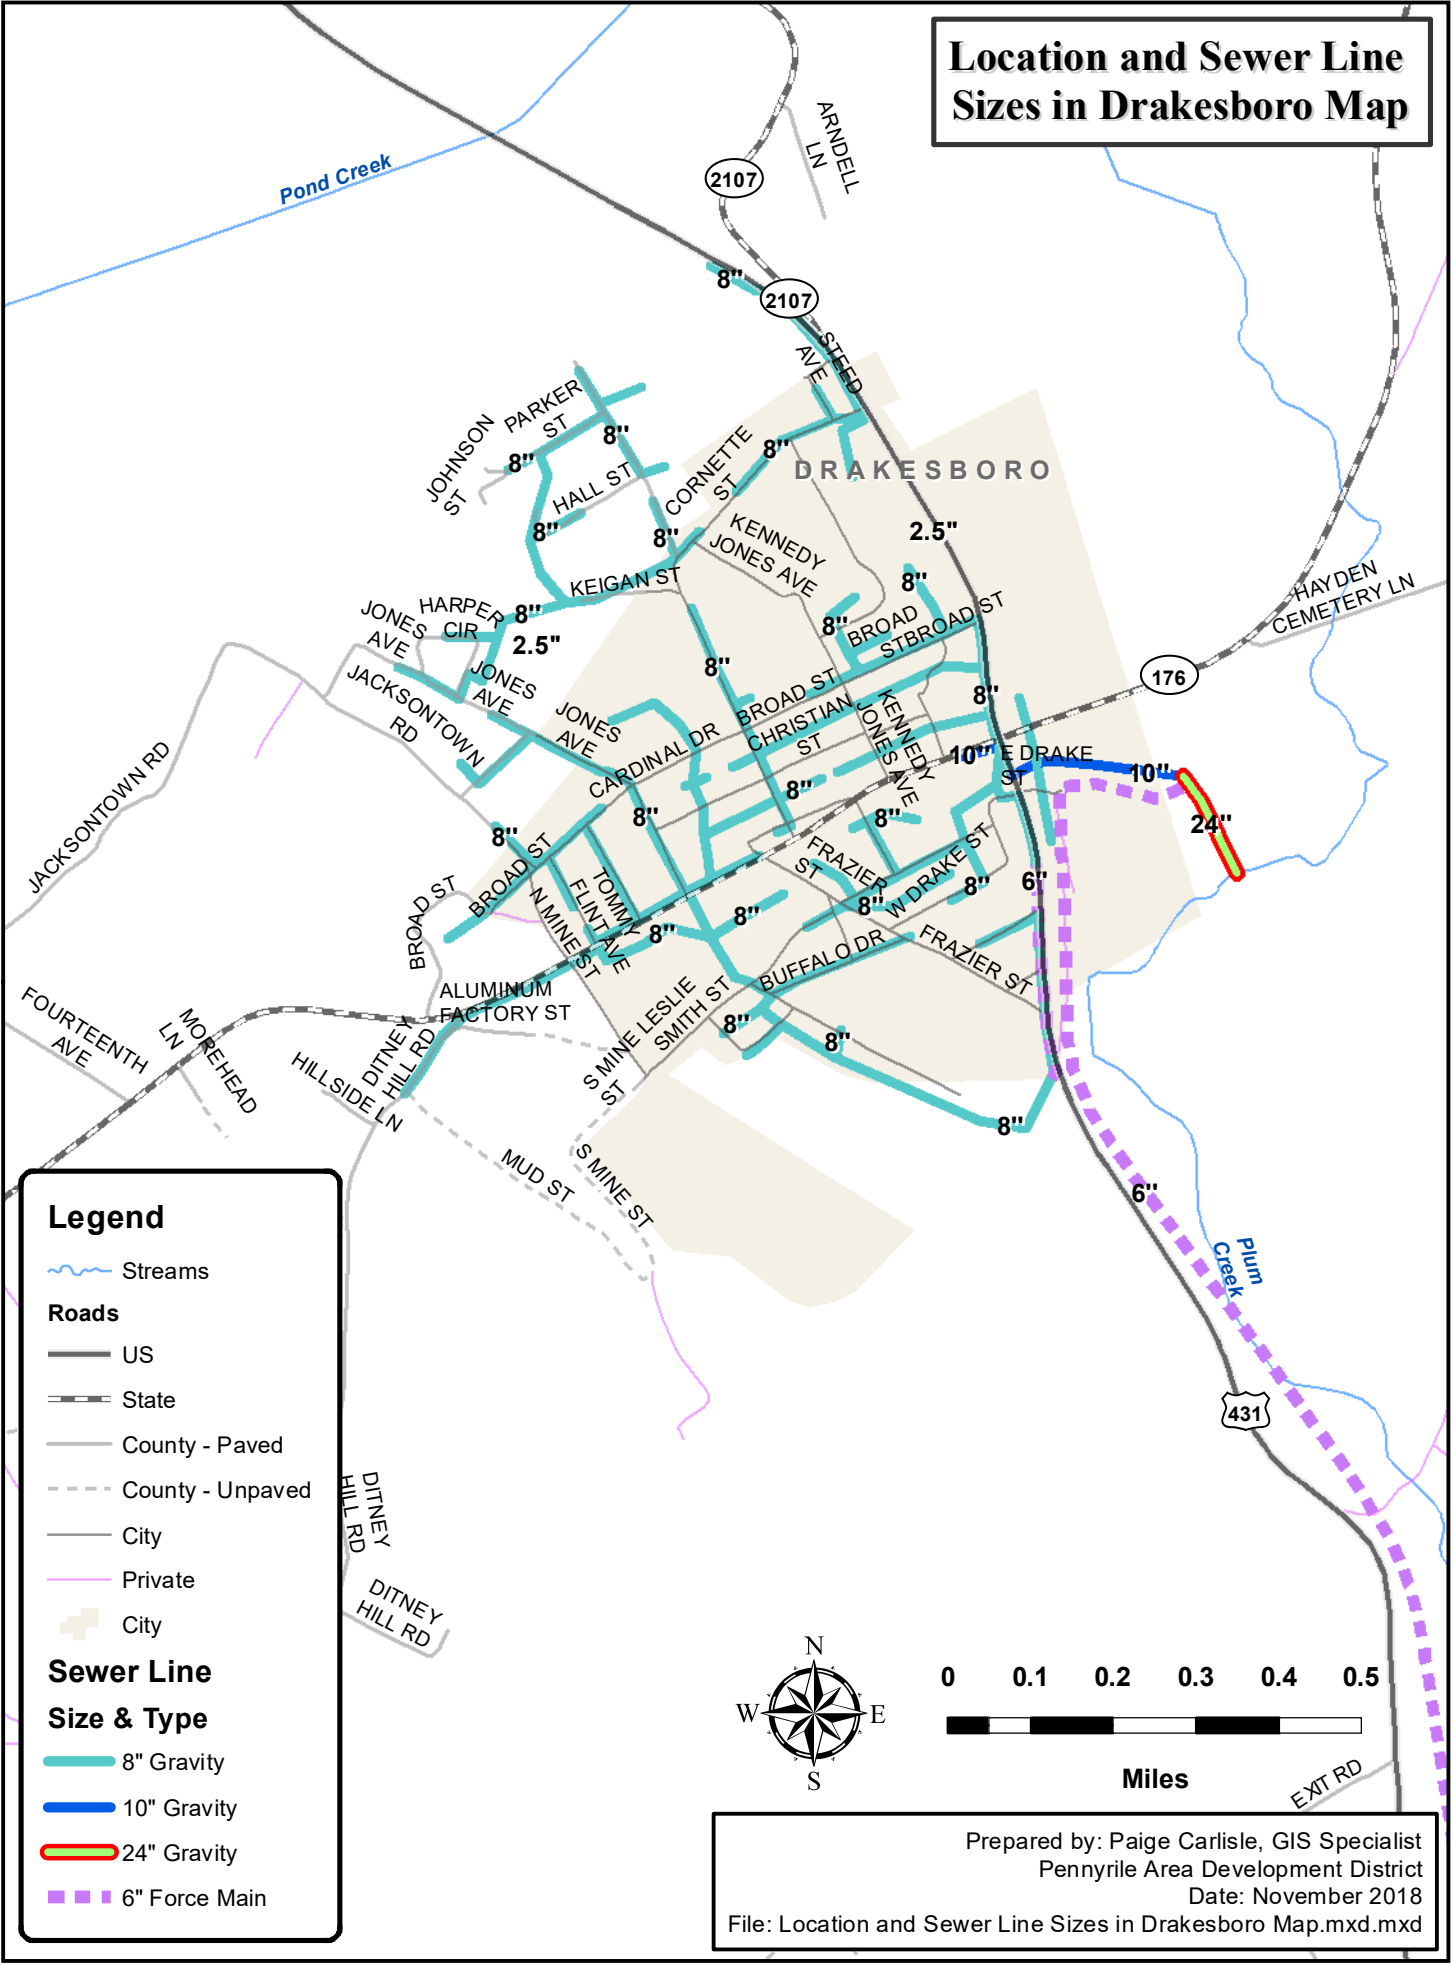 Location and Sewer Line
Sizes in Drakesboro Map
ARNDELL
LN
Pond Creek
2107
8"
2107
STEED
AVE
PARKER
ST
JOHNSON
ST
8"
8"
HALL ST
8"
CORNETTE
ST
8"
DRAKESBORO
8"
KENNEDY
JONES AVE
2.5"
KEIGAN ST
8"
HARPER
CIR
8"
2.5"
JONES
AVE
JONES
AVE
8"
BROAD
ST
BROAD ST
HAYDEN
CEMETERY LN
176
JACKSONTOWN
RD
JONES
AVE
8"
BROAD ST
CHRISTIAN
ST
KENNEDY
JONES AVE
8"
CARDINAL DR
JACKSONTOWN RD
10"
E DRAKE
ST
10"
24"
8"
8"
8"
8"
BROAD ST
BROAD ST
TOMMY
FLINT AVE
N MINE ST
FRAZIER
ST
W DRAKE ST
8"
6"
8"
8"
8"
BUFFALO DR
FRAZIER ST
ALUMINUM
FACTORY ST
S MINE LESLIE
SMITH ST
ST
8"
8"
FOURTEENTH
AVE
MOREHEAD
LN
DITNEY
HILL RD
HILLSIDE LN
8"
MUD ST
S MINE ST
6"
Plum
Creek
431
DITNEY
HILL RD
DITNEY
HILL RD
Legend
Streams
Roads
US
State
County - Paved
County - Unpaved
City
Private
City
Sewer Line
Size & Type
8" Gravity
10" Gravity
24" Gravity
6" Force Main
N
W
E
S
0 0.1 0.2 0.3 0.4 0.5
Miles
EXIT RD
Prepared by: Paige Carlisle, GIS Specialist
Pennyrile Area Development District
Date: November 2018
File: Location and Sewer Line Sizes in Drakesboro Map.mxd.mxd